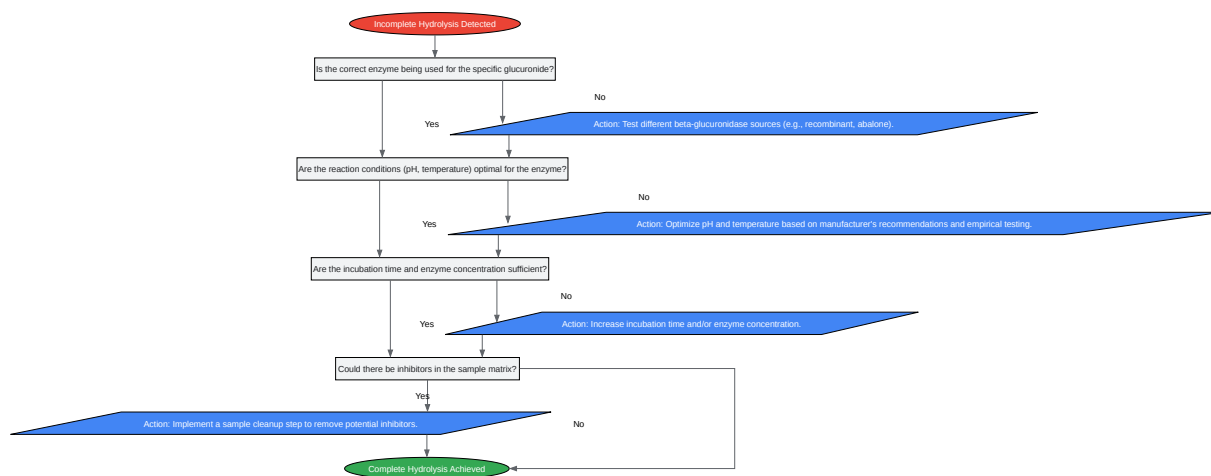 Incomplete Hydrolysis Detected
Is the correct enzyme being used for the specific glucuronide?
No
Yes
Action: Test different beta-glucuronidase sources (e.g., recombinant, abalone).
Are the reaction conditions (pH, temperature) optimal for the enzyme?
No
Yes
Action: Optimize pH and temperature based on manufacturer's recommendations and empirical testing.
Are the incubation time and enzyme concentration sufficient?
No
Yes
Action: Increase incubation time and/or enzyme concentration.
Could there be inhibitors in the sample matrix?
Yes
Action: Implement a sample cleanup step to remove potential inhibitors.
No
Complete Hydrolysis Achieved